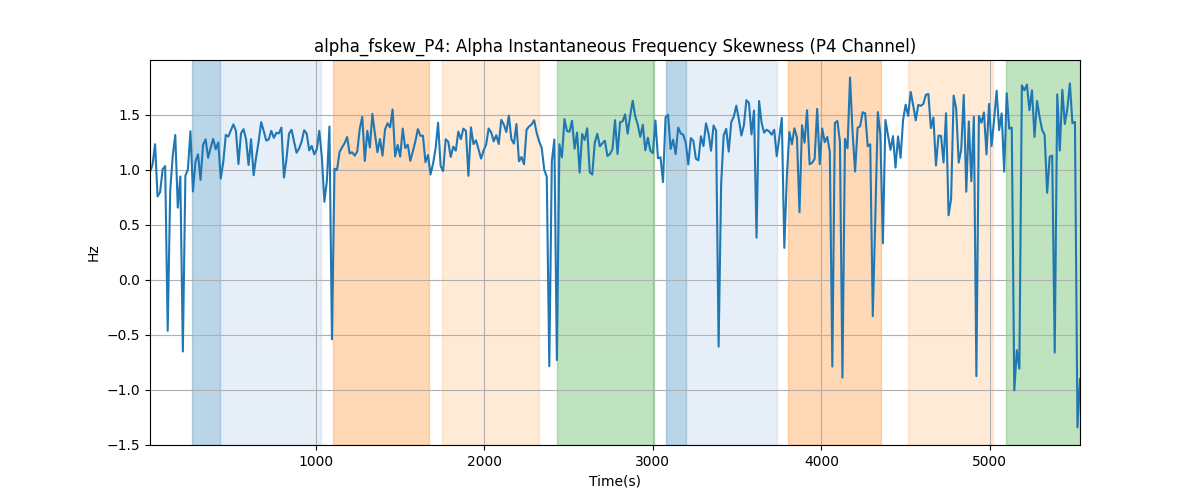 alpha_fskew_P4: Alpha Instantaneous Frequency Skewness (P4 Channel)
1.5
1.0
0.5
0.0
−0.5
−1.0
−1.5
Hz
1000 2000 3000 4000 5000
Time(s)